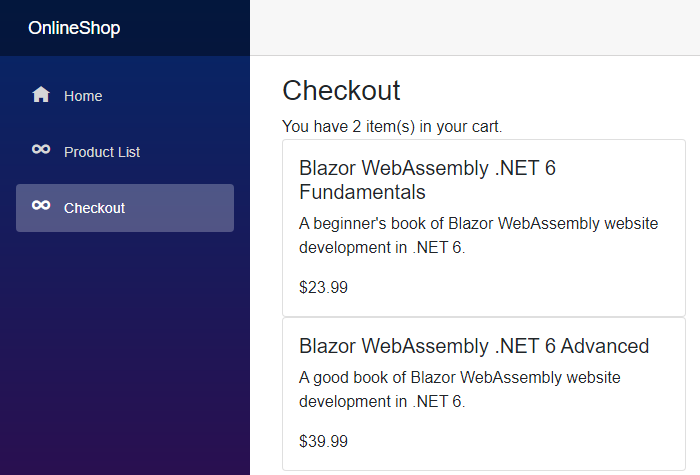 OnlineShop
Home
Product List
Checkout
Checkout
You have 2 item(s) in your cart.
Blazor WebAssembly .NET 6
Fundamentals
A beginner's book of Blazor WebAssembly website
development in .NET 6.
$23.99
Blazor WebAssembly .NET 6 Advanced
A good book of Blazor WebAssembly website
development in .NET 6.
$39.99